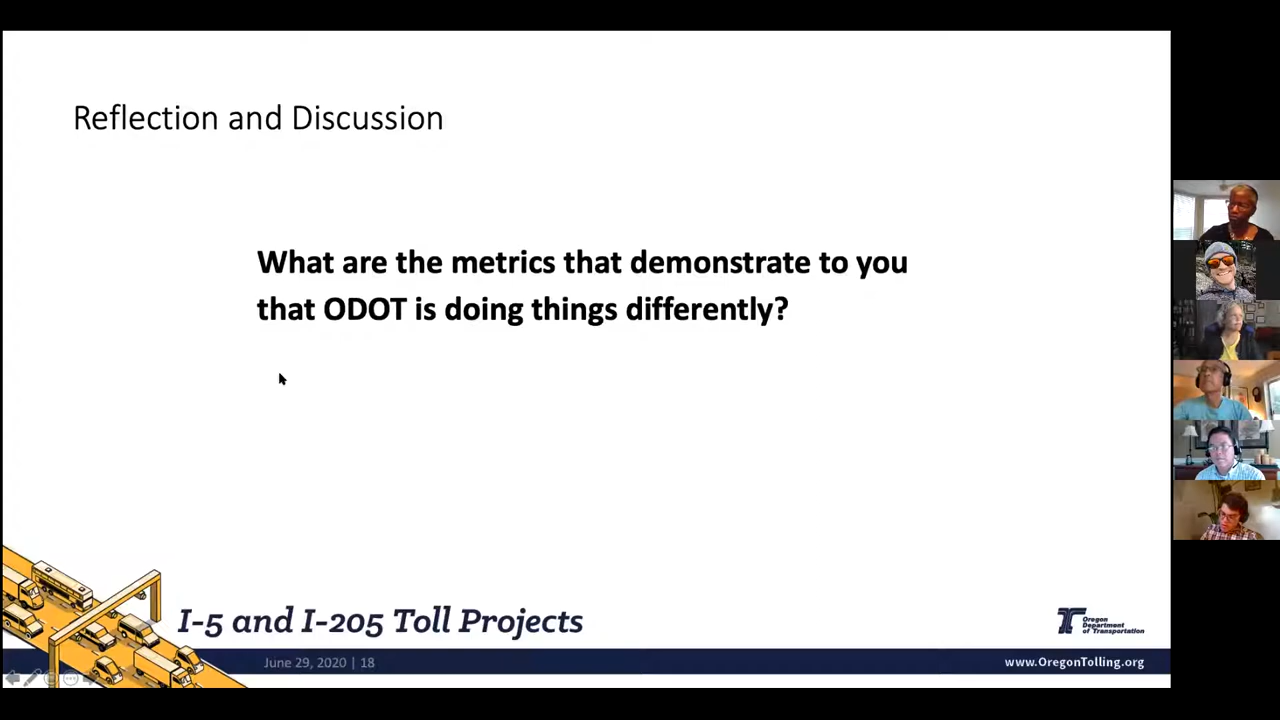 Reflection and Discussion
What are the metrics that demonstrate to you
that ODOT is doing things differently?
I-5 and I-205 Toll Projects
Oregon
Department
of Transportation
June 29, 2020 | 18
www.OregonTolling.org